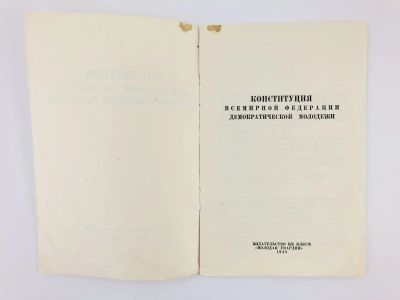 КОНСТИТУЦИЯ
ВСЕМИРНОЙ ФЕДЕРАЦИИ
ДЕМОКРАТИЧЕСКОЙ МОЛОДЕЖИ
ИЗДАТЕЛЬСТВО ЦК ВЛКСМ
«МОЛОДАЯ ГВАРДИЯ»